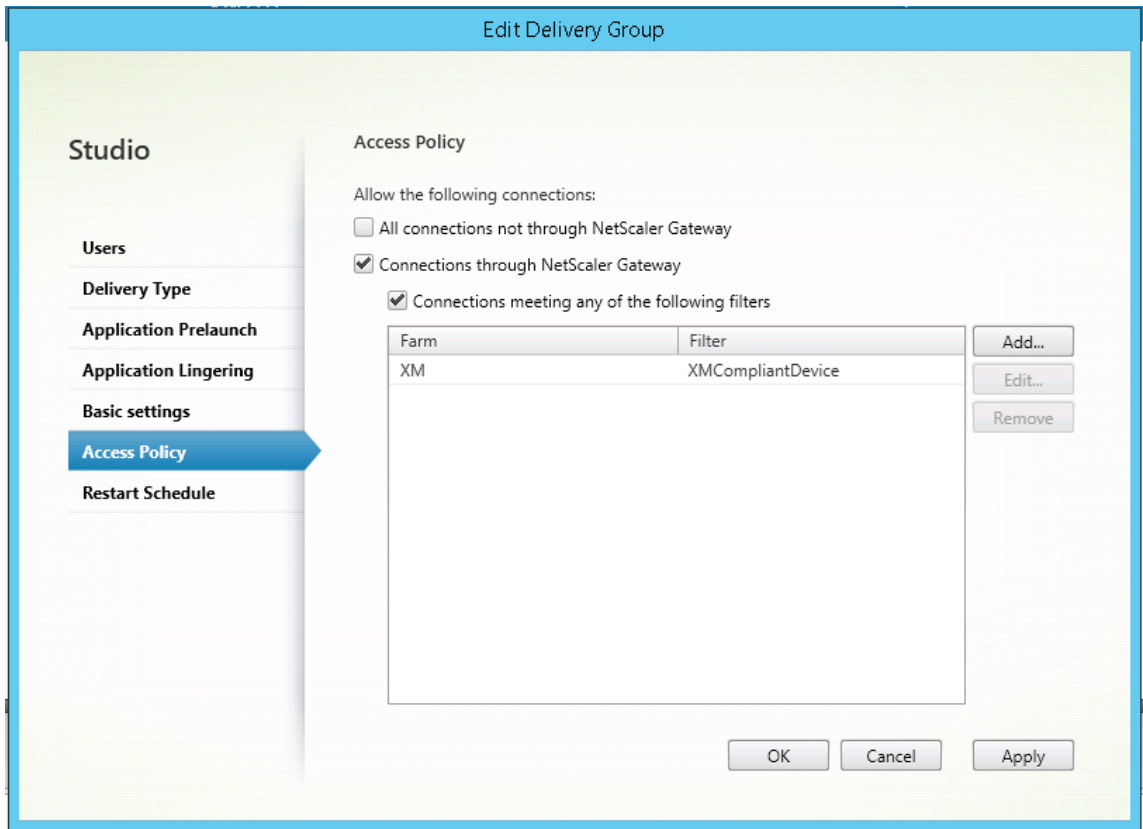 Edit Delivery Group
Studio
Users
Delivery Type
Application Prelaunch
Application Lingering
Basic settings
Access Policy
Restart Schedule
Access Policy
Allow the following connections:
All connections not through NetScaler Gateway
Connections through NetScaler Gateway
Connections meeting any of the following filters
Farm Filter
XM XMCompliantDevice
Add...
Edit...
Remove
OK Cancel Apply